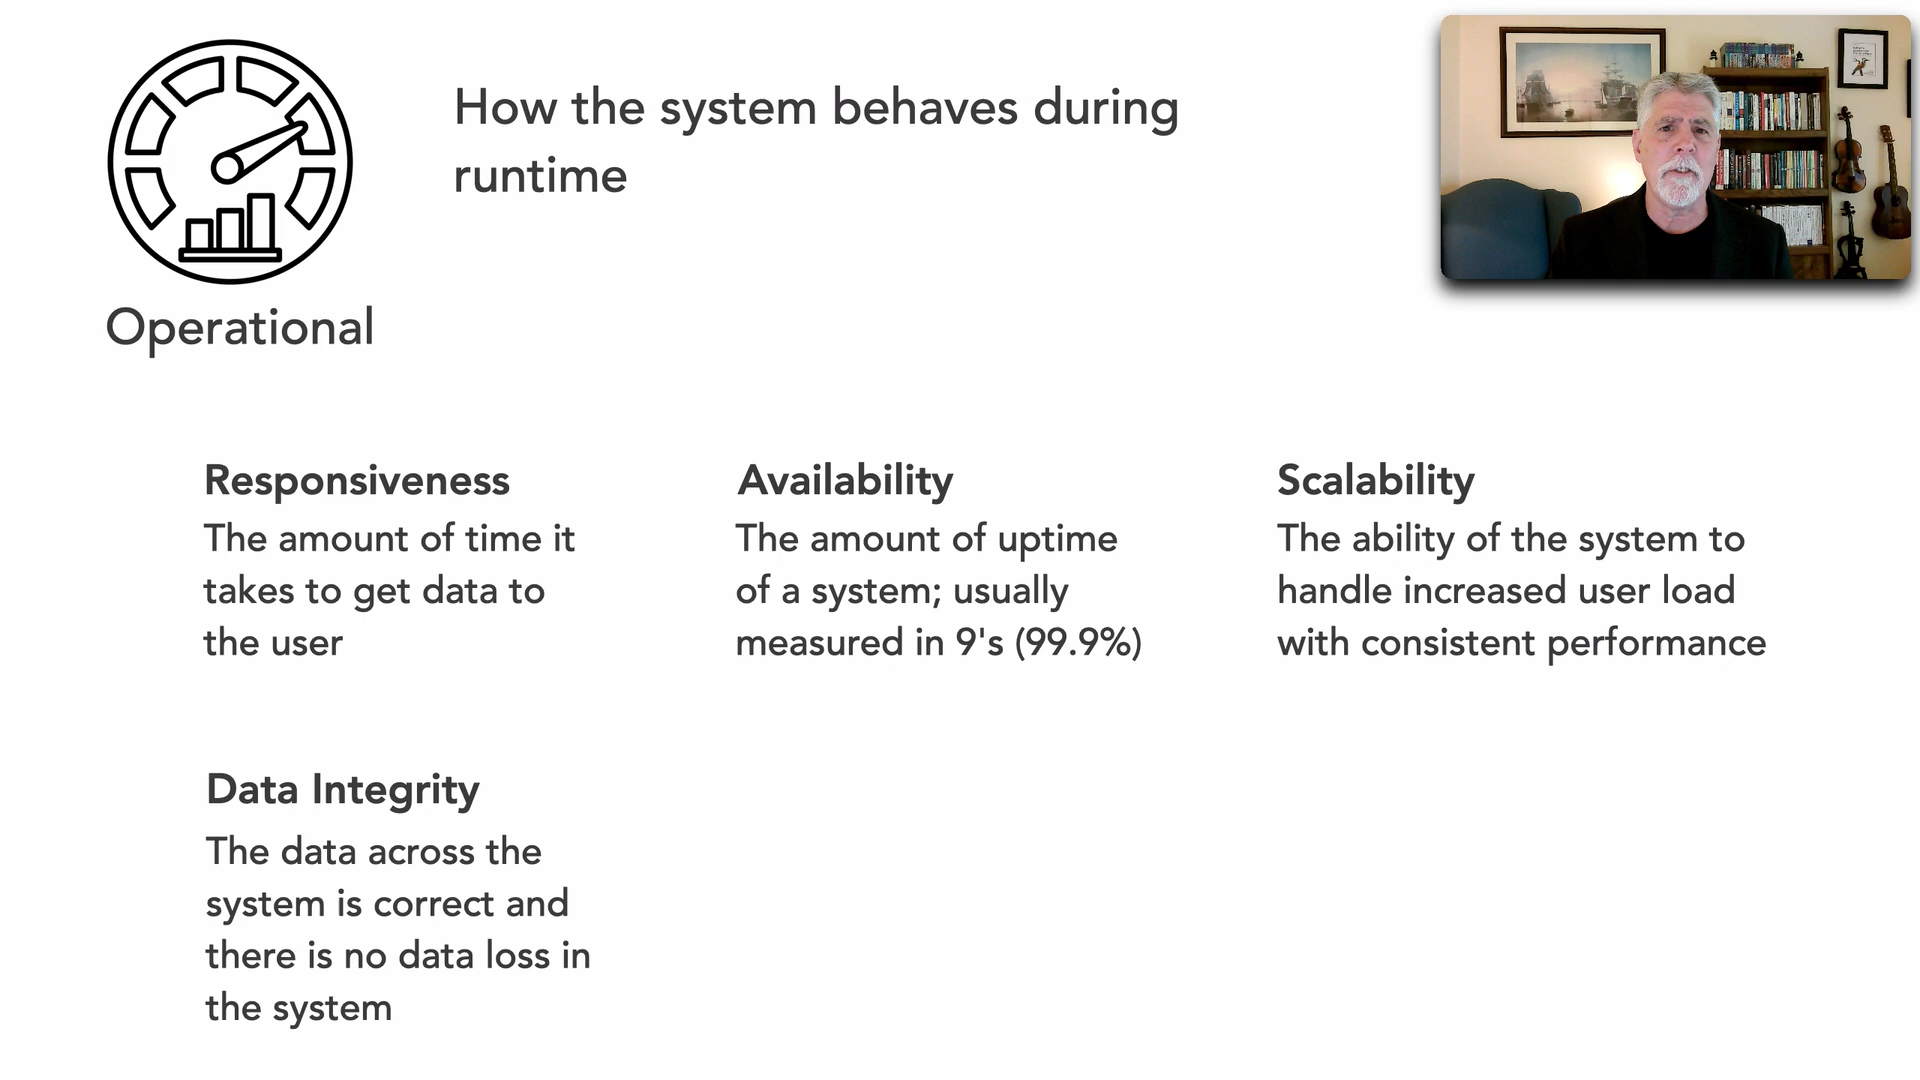 How the system behaves during
runtime
Operational
Responsiveness
The amount of time it
takes to get data to
the user
Availability
The amount of uptime
of a system; usually
measured in 9's (99.9%)
Scalability
The ability of the system to
handle increased user load
with consistent performance
Data Integrity
The data across the
system is correct and
there is no data loss in
the system